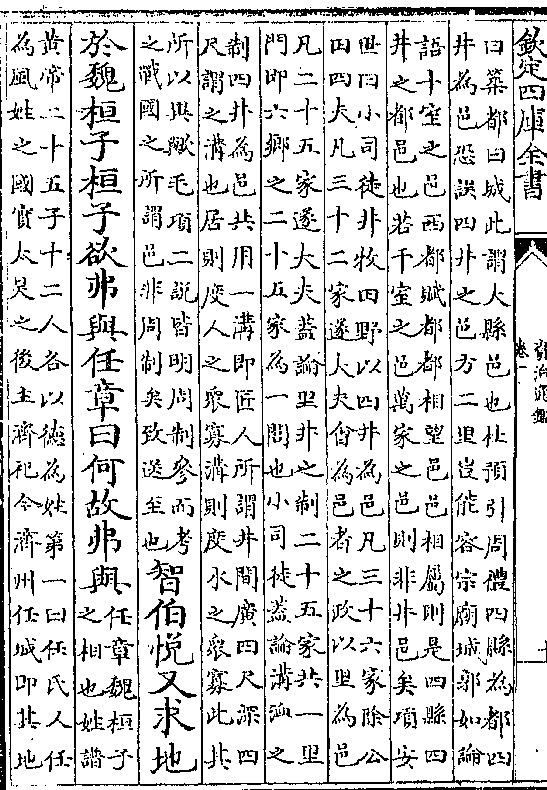 欽定四庫全書
資治通鑑
卷一
曰築都曰城此謂大縣邑也杜預引周禮四縣為都四
井為邑恐誤四井之邑方二里豈能容宗廟城郭如論
語十室之邑西都賦都都相望邑邑相屬則是四縣四
井之都邑也若千室之邑萬家之邑則非井邑矣項安
世曰小司徒井牧田野以四井為邑凡三十六家除公
田四夫凡三十二家遂大夫會為邑者之政以里為邑
凡二十五家遂大夫蓋論里井之制二十五家共一里
門即六鄉之二十五家為一閭也小司徒蓋論溝洫之
制四井為邑共用一溝即匠人所謂井間廣四尺深四
尺謂之溝也居則度人之眾寡溝則度水之眾寡此其
所以異歟毛項二說皆明周制參而考
之戰國之所謂邑非周制矣致送至也
智伯悅又求地
於魏桓子桓子欲弗與任章曰何故弗與
任章魏桓子
之相也姓譜
黃帝二十五子十二人各以德為姓第一曰任氏人任
為風姓之國實太昊之後主濟祀今濟州任城即其地